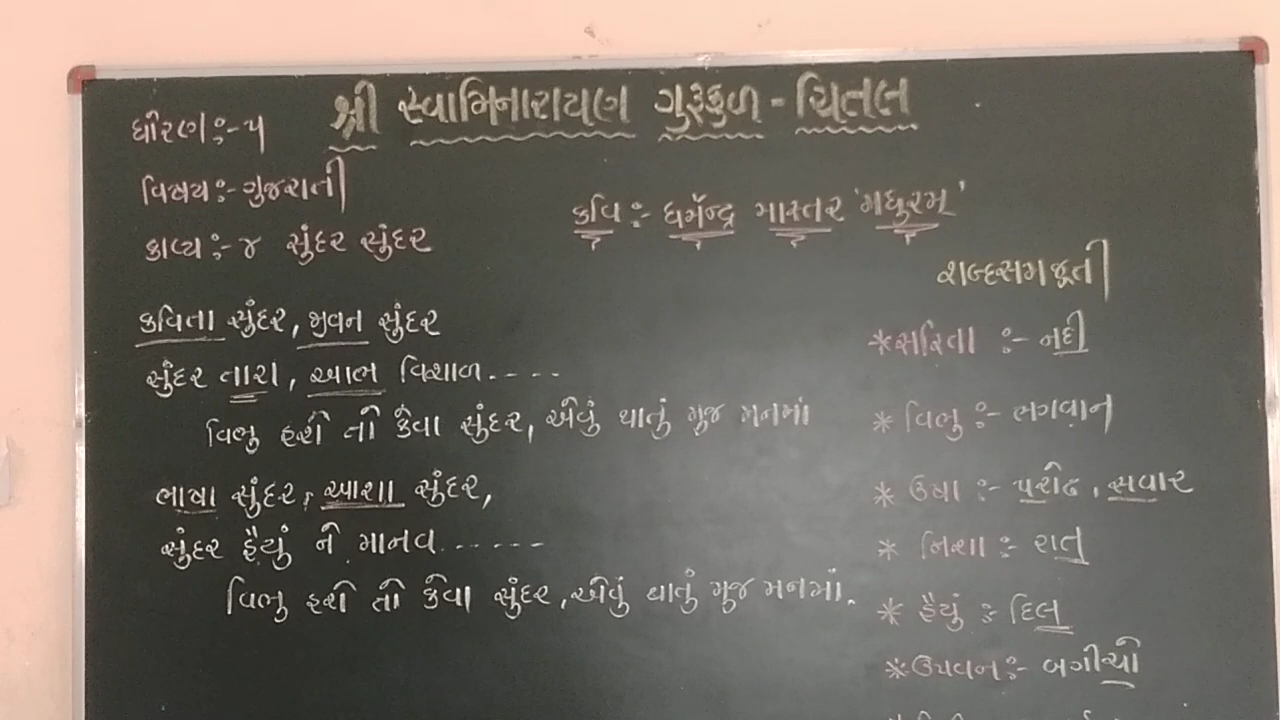 શ્રી સ્વામિનારાયણ ગુરુકુળ - ચિતલ
ધોરણ:- ૫
વિષય:- ગુજરાતી
કાવ્ય:- ૪ સુંદર સુંદર
કવિ:- ધર્મેન્દ્ર માસ્તર 'મધુરમ્'
કવિતા સુંદર, ભુવન સુંદર
સુંદર તારા, આભ વિશાળ....
વિભુ હશે તો કેવા સુંદર, એવું થાતું મુજ મનમાં
ભાષા સુંદર, આશા સુંદર,
સુંદર હૈયું ને માનવ......
વિભુ હશે તો કેવા સુંદર, એવું થાતું મુજ મનમાં.
શબ્દસમજૂતી
* સરિતા :- નદી
* વિભુ :- ભગવાન
* ઉષા :- પરોઢ, સવાર
* નિશા :- રાત
* હૈયું :- દિલ
* ઉપવન :- બગીચો